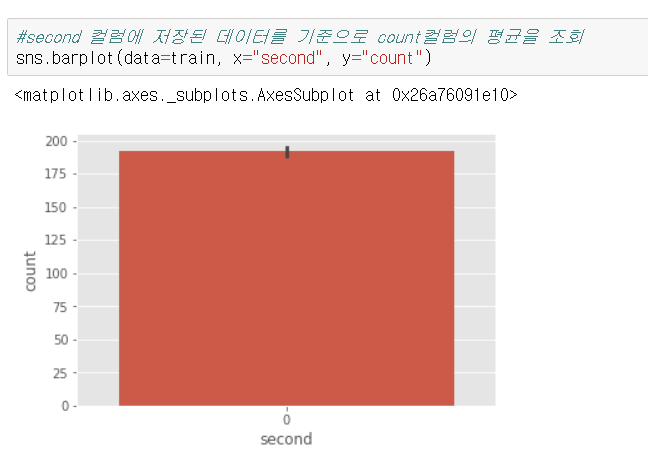 #second 컬럼에 저장된 데이터를 기준으로 count컬럼의 평균을 조회
sns.barplot(data=train, x="second", y="count")
<matplotlib.axes._subplots.AxesSubplot at 0x26a76091e10>
200
175
150
125
100
75
50
25
0
count
0
second